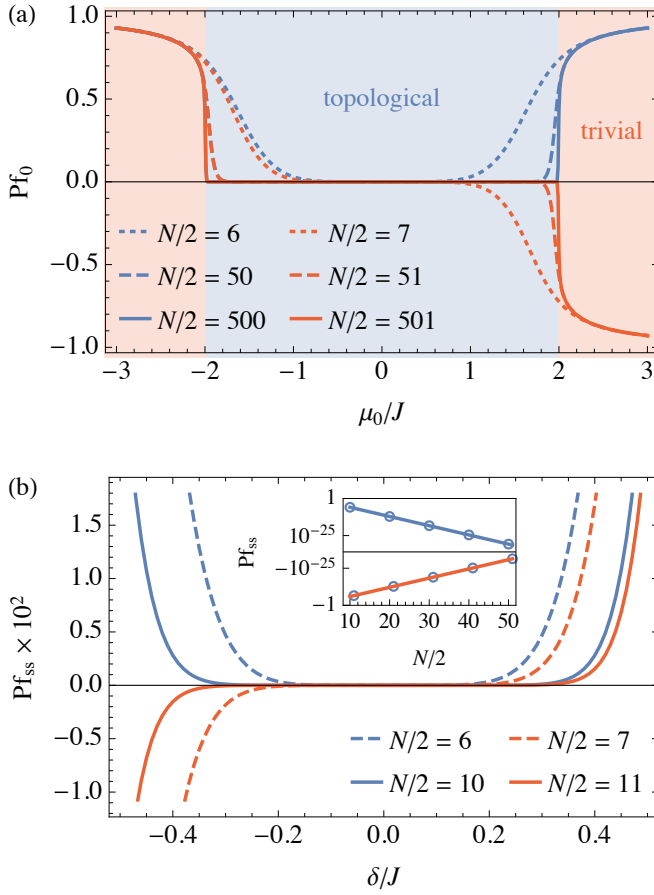 (a)
1.0
0.5
0.0
−0.5
−1.0
Pf₀
topological
trivial
N/2 = 6 N/2 = 7
N/2 = 50 N/2 = 51
N/2 = 500 N/2 = 501
−3 −2 −1 0 1 2 3
μ₀/J
(b)
1.5
1.0
0.5
0.0
−0.5
−1.0
Pfₛₛ × 10²
1
10⁻²⁵
−10⁻²⁵
−1
Pfₛₛ
10 20 30 40 50
N/2
N/2 = 6 N/2 = 7
N/2 = 10 N/2 = 11
−0.4 −0.2 0.0 0.2 0.4
δ/J